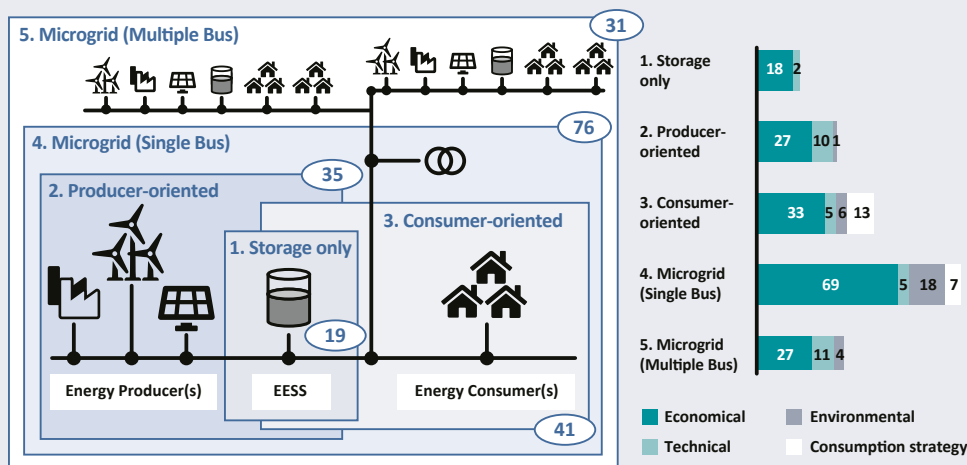 5. Microgrid (Multiple Bus)
31
4. Microgrid (Single Bus)
76
2. Producer-oriented
35
3. Consumer-oriented
1. Storage only
19
Energy Producer(s)
EESS
Energy Consumer(s)
41
1. Storage
only
18 2
2. Producer-
oriented
27 10 1
3. Consumer-
oriented
33 5 6 13
4. Microgrid
(Single Bus)
69 5 18 7
5. Microgrid
(Multiple Bus)
27 11 4
Economical
Environmental
Technical
Consumption strategy